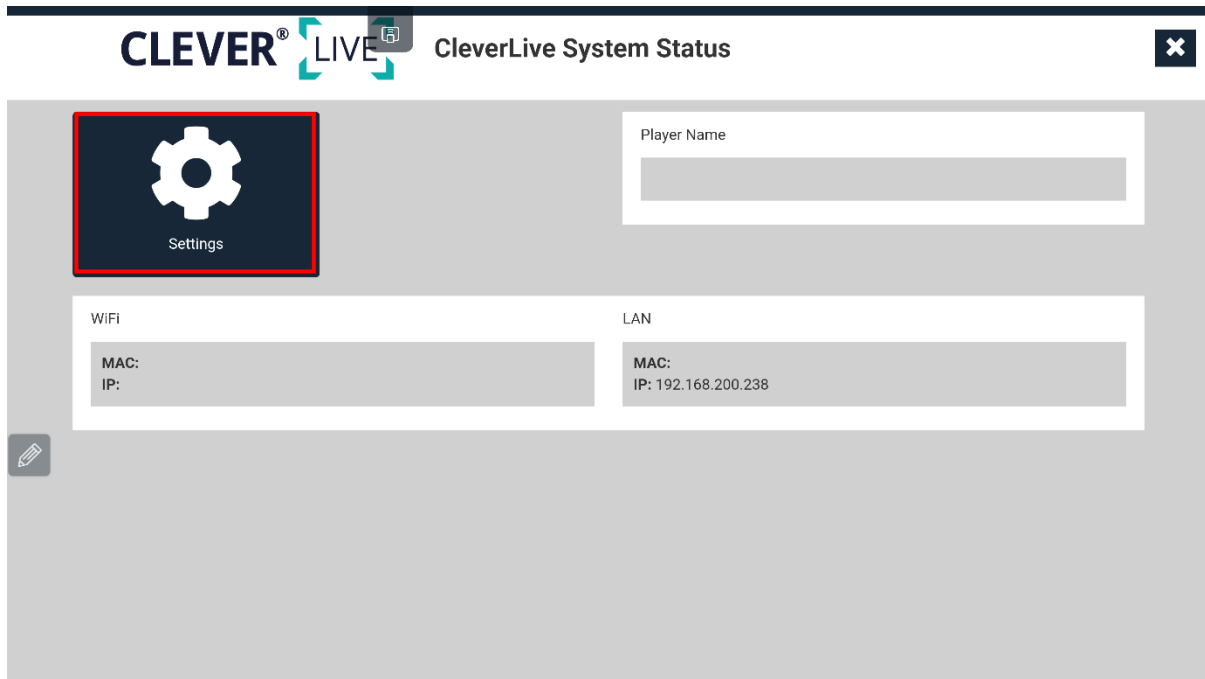 CLEVER® LIVE
CleverLive System Status
Settings
Player Name
WiFi
MAC:
IP:
LAN
MAC:
IP: 192.168.200.238